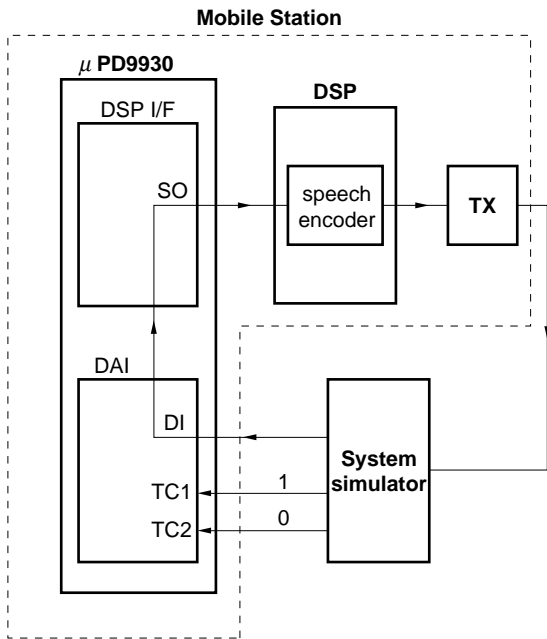 Mobile Station
μ PD9930
DSP I/F
SO
DSP
speech
encoder
TX
DAI
DI
TC1
TC2
1
0
System
simulator